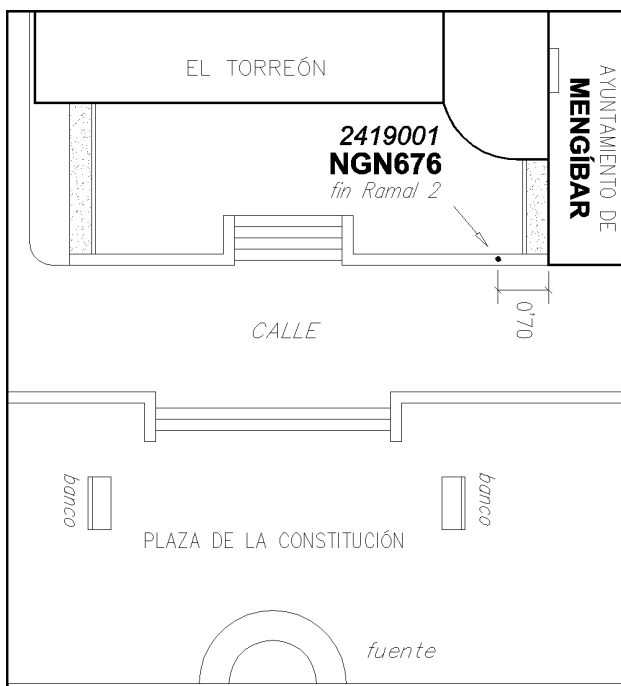 EL TORREÓN
AYUNTAMIENTO DE
MENGÍBAR
2419001
NGN676
fin Ramal 2
0'70
CALLE
banco
banco
PLAZA DE LA CONSTITUCIÓN
fuente